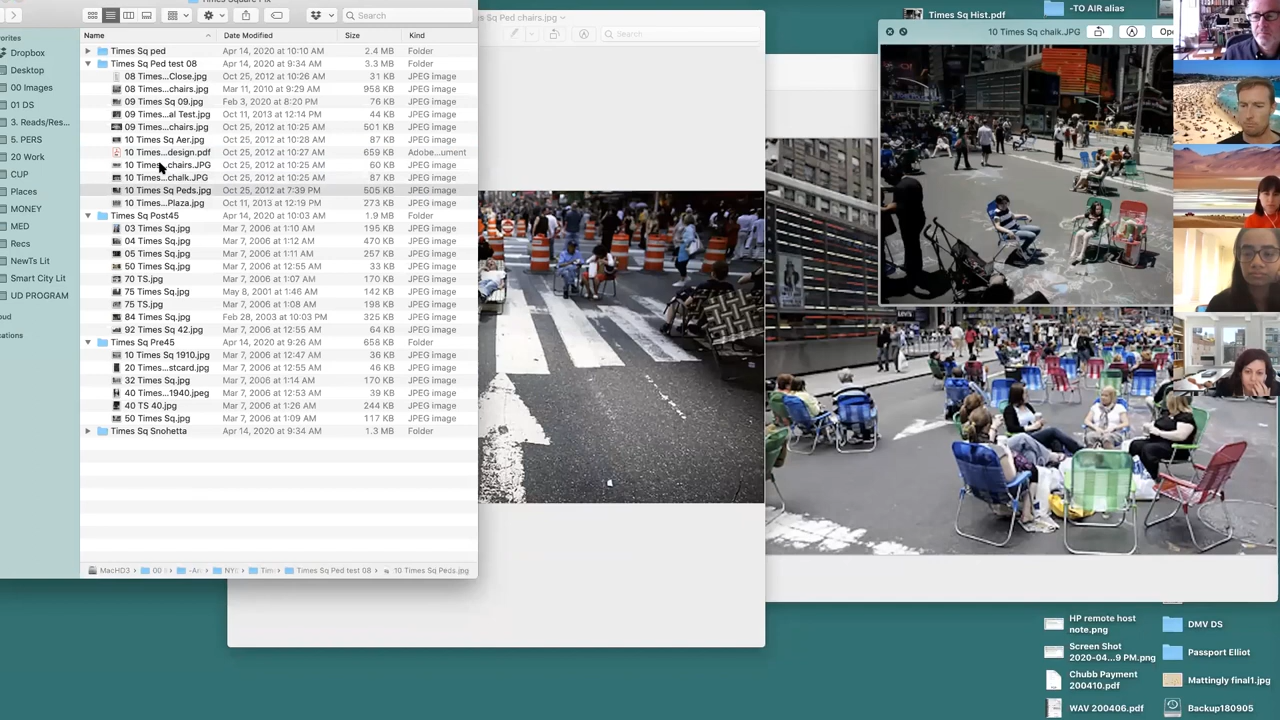 Search
Name
Date Modified
Size
Kind
Times Sq ped
Apr 14, 2020 at 10:10 AM
2.4 MB
Folder
Times Sq Ped test 08
Apr 14, 2020 at 9:34 AM
3.3 MB
Folder
08 Times...Close.jpg
Oct 25, 2012 at 10:26 AM
31 KB
JPEG image
08 Times...chairs.jpg
Mar 11, 2010 at 9:29 AM
958 KB
JPEG image
09 Times Sq 09.jpg
Feb 3, 2020 at 8:20 PM
76 KB
JPEG image
09 Times...al Test.jpg
Oct 11, 2013 at 12:14 PM
44 KB
JPEG image
09 Times...chairs.jpg
Oct 25, 2012 at 10:25 AM
501 KB
JPEG image
10 Times Sq Aer.jpg
Oct 25, 2012 at 10:28 AM
87 KB
JPEG image
10 Times...design.pdf
Oct 25, 2012 at 10:27 AM
659 KB
Adobe...ument
10 Times...chairs.JPG
Oct 25, 2012 at 10:25 AM
60 KB
JPEG image
10 Times...chalk.JPG
Oct 25, 2012 at 10:25 AM
87 KB
JPEG image
10 Times Sq Peds.jpg
Oct 25, 2012 at 7:39 PM
505 KB
JPEG image
10 Times...Plaza.jpg
Oct 11, 2013 at 12:19 PM
273 KB
JPEG image
Times Sq Post45
Apr 14, 2020 at 10:03 AM
1.9 MB
Folder
03 Times Sq.jpg
Mar 7, 2006 at 1:10 AM
195 KB
JPEG image
04 Times Sq.jpg
Mar 7, 2006 at 1:12 AM
470 KB
JPEG image
05 Times Sq.jpg
Mar 7, 2006 at 1:11 AM
257 KB
JPEG image
50 Times Sq.jpg
Mar 7, 2006 at 12:55 AM
33 KB
JPEG image
70 TS.jpg
Mar 7, 2006 at 1:07 AM
170 KB
JPEG image
75 Times Sq.jpg
May 8, 2001 at 1:46 AM
142 KB
JPEG image
75 TS.jpg
Mar 7, 2006 at 1:08 AM
198 KB
JPEG image
84 Times Sq.jpg
Feb 28, 2003 at 10:03 PM
325 KB
JPEG image
92 Times Sq 42.jpg
Mar 7, 2006 at 12:55 AM
64 KB
JPEG image
Times Sq Pre45
Apr 14, 2020 at 9:26 AM
658 KB
Folder
10 Times Sq 1910.jpg
Mar 7, 2006 at 12:47 AM
36 KB
JPEG image
20 Times...stcard.jpg
Mar 7, 2006 at 12:51 AM
46 KB
JPEG image
32 Times Sq.jpg
Mar 7, 2006 at 1:14 AM
170 KB
JPEG image
40 Times...1940.jpeg
Mar 7, 2006 at 12:53 AM
39 KB
JPEG image
40 TS 40.jpg
Mar 7, 2006 at 1:26 AM
244 KB
JPEG image
50 Times Sq.jpg
Mar 7, 2006 at 1:09 AM
117 KB
JPEG image
Times Sq Snohetta
Apr 14, 2020 at 9:34 AM
1.3 MB
Folder
MacHD3
00
-Ar
NY
Tim
Times Sq Ped test 08
10 Times Sq Peds.jpg
Dropbox
Desktop
00 Images
01 DS
3. Reads/Res...
5. PERS
20 Work
CUP
Places
MONEY
MED
Recs
NewTs Lit
Smart City Lit
UD PROGRAM
s Sq Ped chairs.jpg
Search
Times Sq Hist.pdf
-TO AIR alias
10 Times Sq chalk.JPG
HP remote host
note.png
Screen Shot
2020-04...9 PM.png
Chubb Payment
200410.pdf
WAV 200406.pdf
DMV DS
Passport Elliot
Mattingly final1.jpg
Backup180905